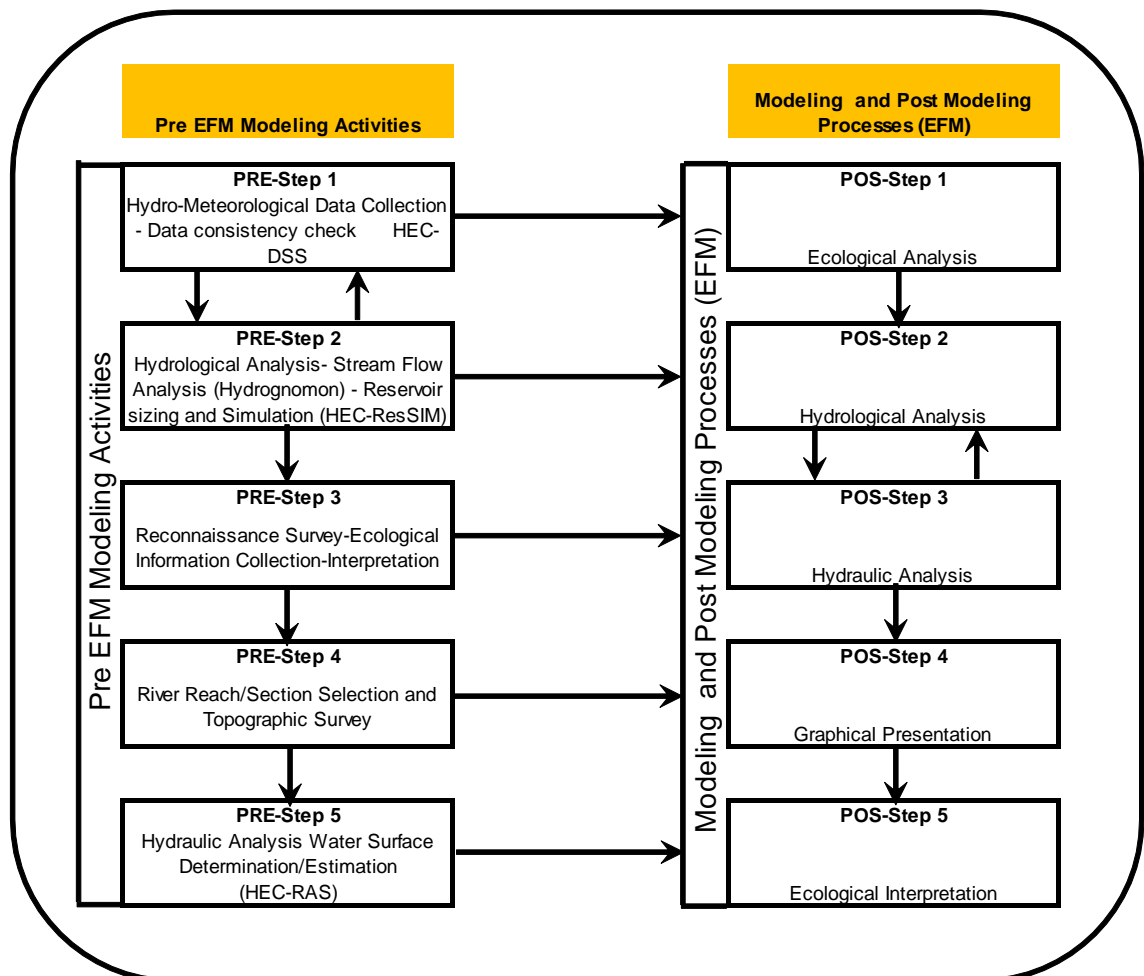 Pre EFM Modeling Activities
Modeling and Post Modeling
Processes (EFM)
Pre EFM Modeling Activities
PRE-Step 1
Hydro-Meteorological Data Collection
- Data consistency check HEC-
DSS
PRE-Step 2
Hydrological Analysis- Stream Flow
Analysis (Hydrognomon) - Reservoir
sizing and Simulation (HEC-ResSIM)
PRE-Step 3
Reconnaissance Survey-Ecological
Information Collection-Interpretation
PRE-Step 4
River Reach/Section Selection and
Topographic Survey
PRE-Step 5
Hydraulic Analysis Water Surface
Determination/Estimation
(HEC-RAS)
Modeling and Post Modeling Processes (EFM)
POS-Step 1
Ecological Analysis
POS-Step 2
Hydrological Analysis
POS-Step 3
Hydraulic Analysis
POS-Step 4
Graphical Presentation
POS-Step 5
Ecological Interpretation